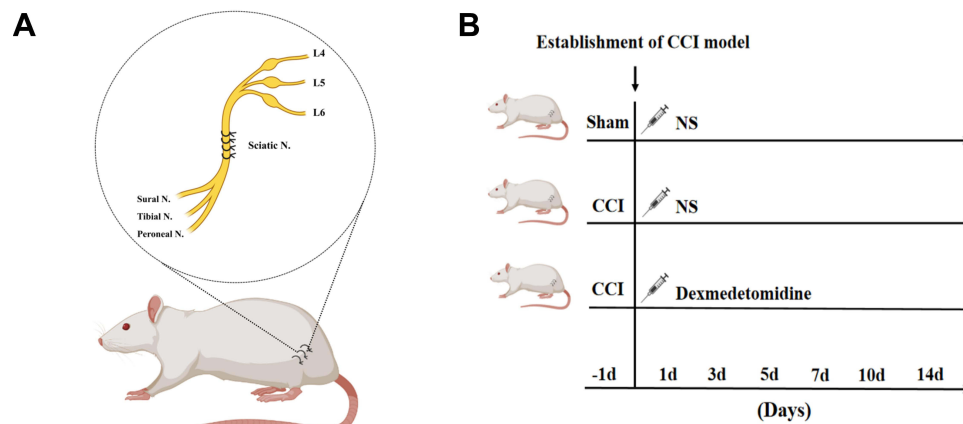 A
L4
L5
L6
Sciatic N.
Sural N.
Tibial N.
Peroneal N.
B
Establishment of CCI model
Sham NS
CCI NS
CCI Dexmedetomidine
-1d 1d 3d 5d 7d 10d 14d
(Days)